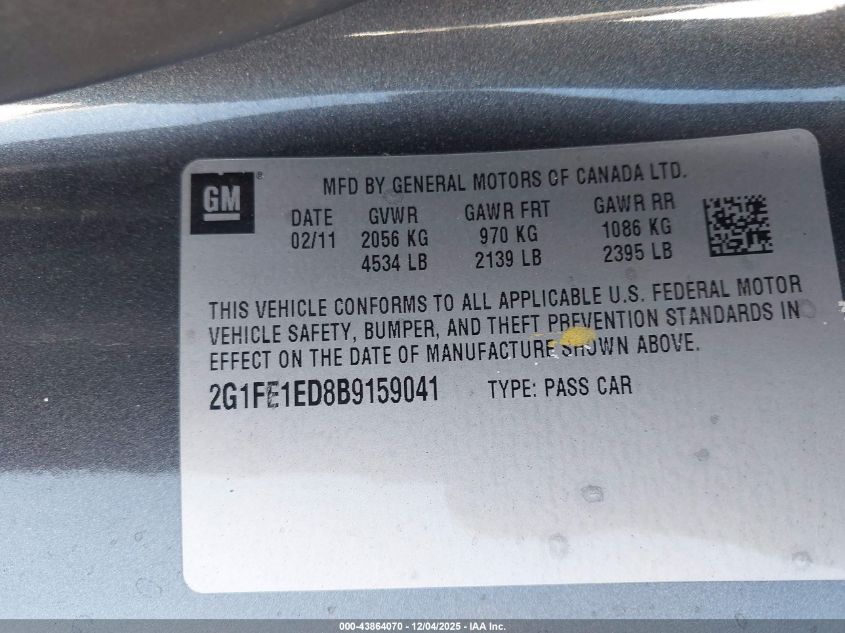 GM®
MFD BY GENERAL MOTORS OF CANADA LTD.
DATE GVWR GAWR FRT GAWR RR
02/11 2056 KG 970 KG 1086 KG
4534 LB 2139 LB 2395 LB
THIS VEHICLE CONFORMS TO ALL APPLICABLE U.S. FEDERAL MOTOR
VEHICLE SAFETY, BUMPER, AND THEFT PREVENTION STANDARDS IN
EFFECT ON THE DATE OF MANUFACTURE SHOWN ABOVE.
2G1FE1ED8B9159041 TYPE: PASS CAR
000-43864070 - 12/04/2025 - IAA Inc.